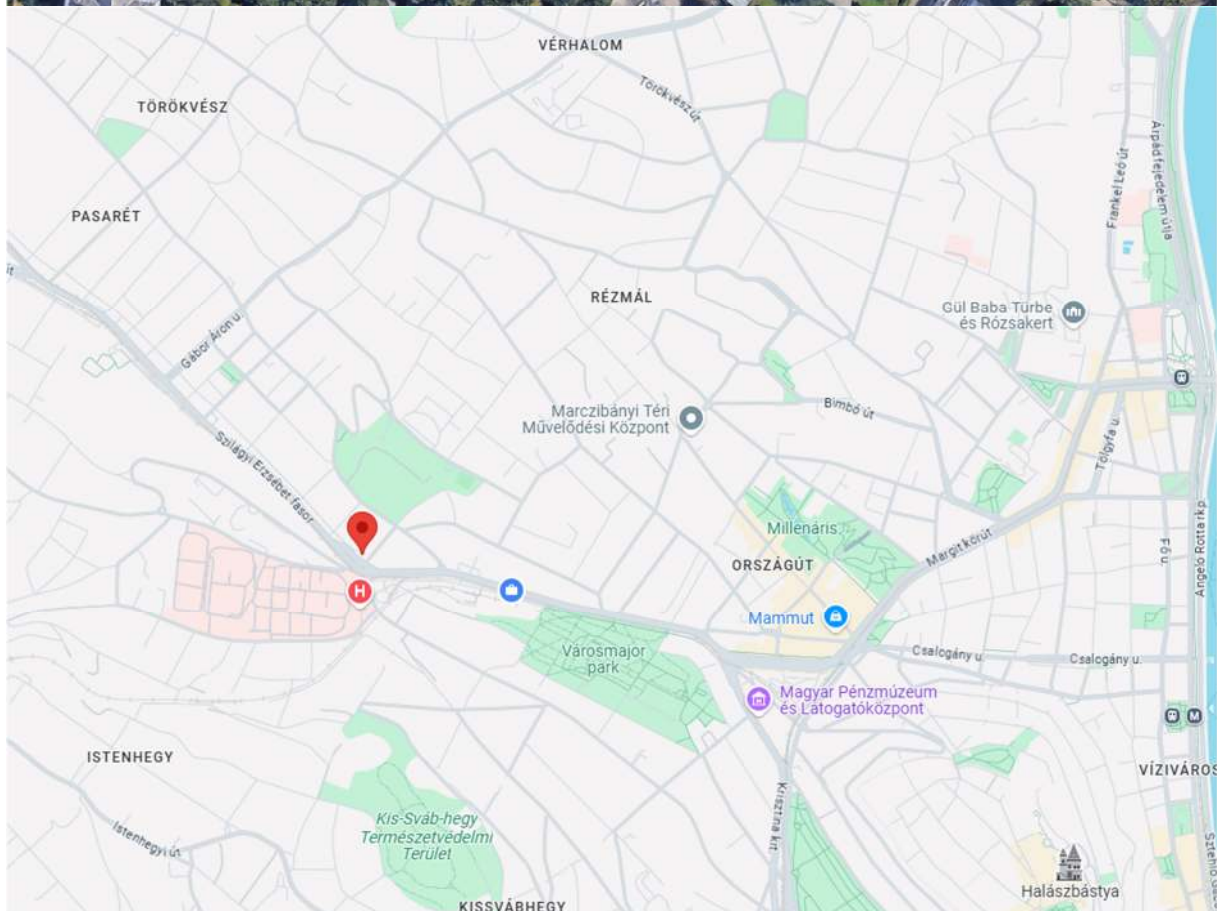 VÉRHALOM
Törökvész út
TÖRÖKVÉSZ
Árpád fejedelem útja
Frankel Leó út
PASARÉT
út
RÉZMÁL
Gül Baba Türbe
és Rózsakert
Gábor Áron u.
Marczibányi Téri
Művelődési Központ
Bimbó út
Tölgyfa u.
Szilágyi Erzsébet fasor
Millenáris
Margit körút
Fő u.
Angelo Rotta rkp.
ORSZÁGÚT
H
Mammut
Városmajor
park
Csalogány u.
Csalogány u.
Magyar Pénzmúzeum
és Látogatóközpont
M
ISTENHEGY
VÍZIVÁROS
Krisztina krt.
Kis-Sváb-hegy
Természetvédelmi
Terület
Istenhegyi út
Halászbástya
KISSVÁBHEGY